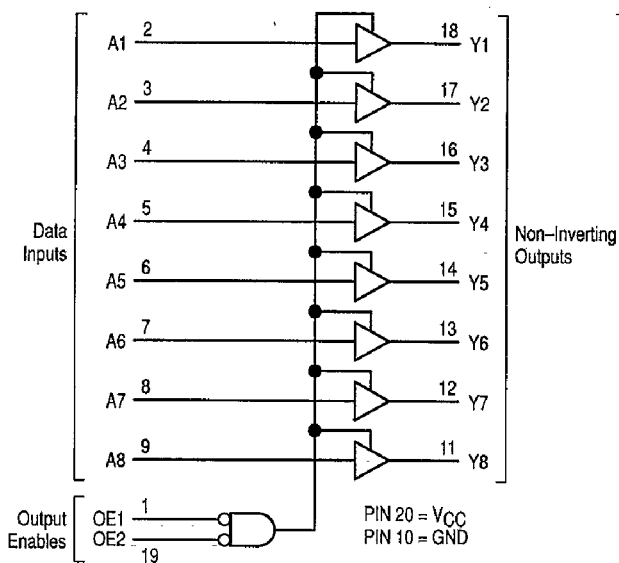 A1 2 18 Y1
A2 3 17 Y2
A3 4 16 Y3
A4 5 15 Y4
Data Inputs
Non–Inverting Outputs
A5 6 14 Y5
A6 7 13 Y6
A7 8 12 Y7
A8 9 11 Y8
Output Enables
OE1 1
OE2 19
PIN 20 = VCC
PIN 10 = GND